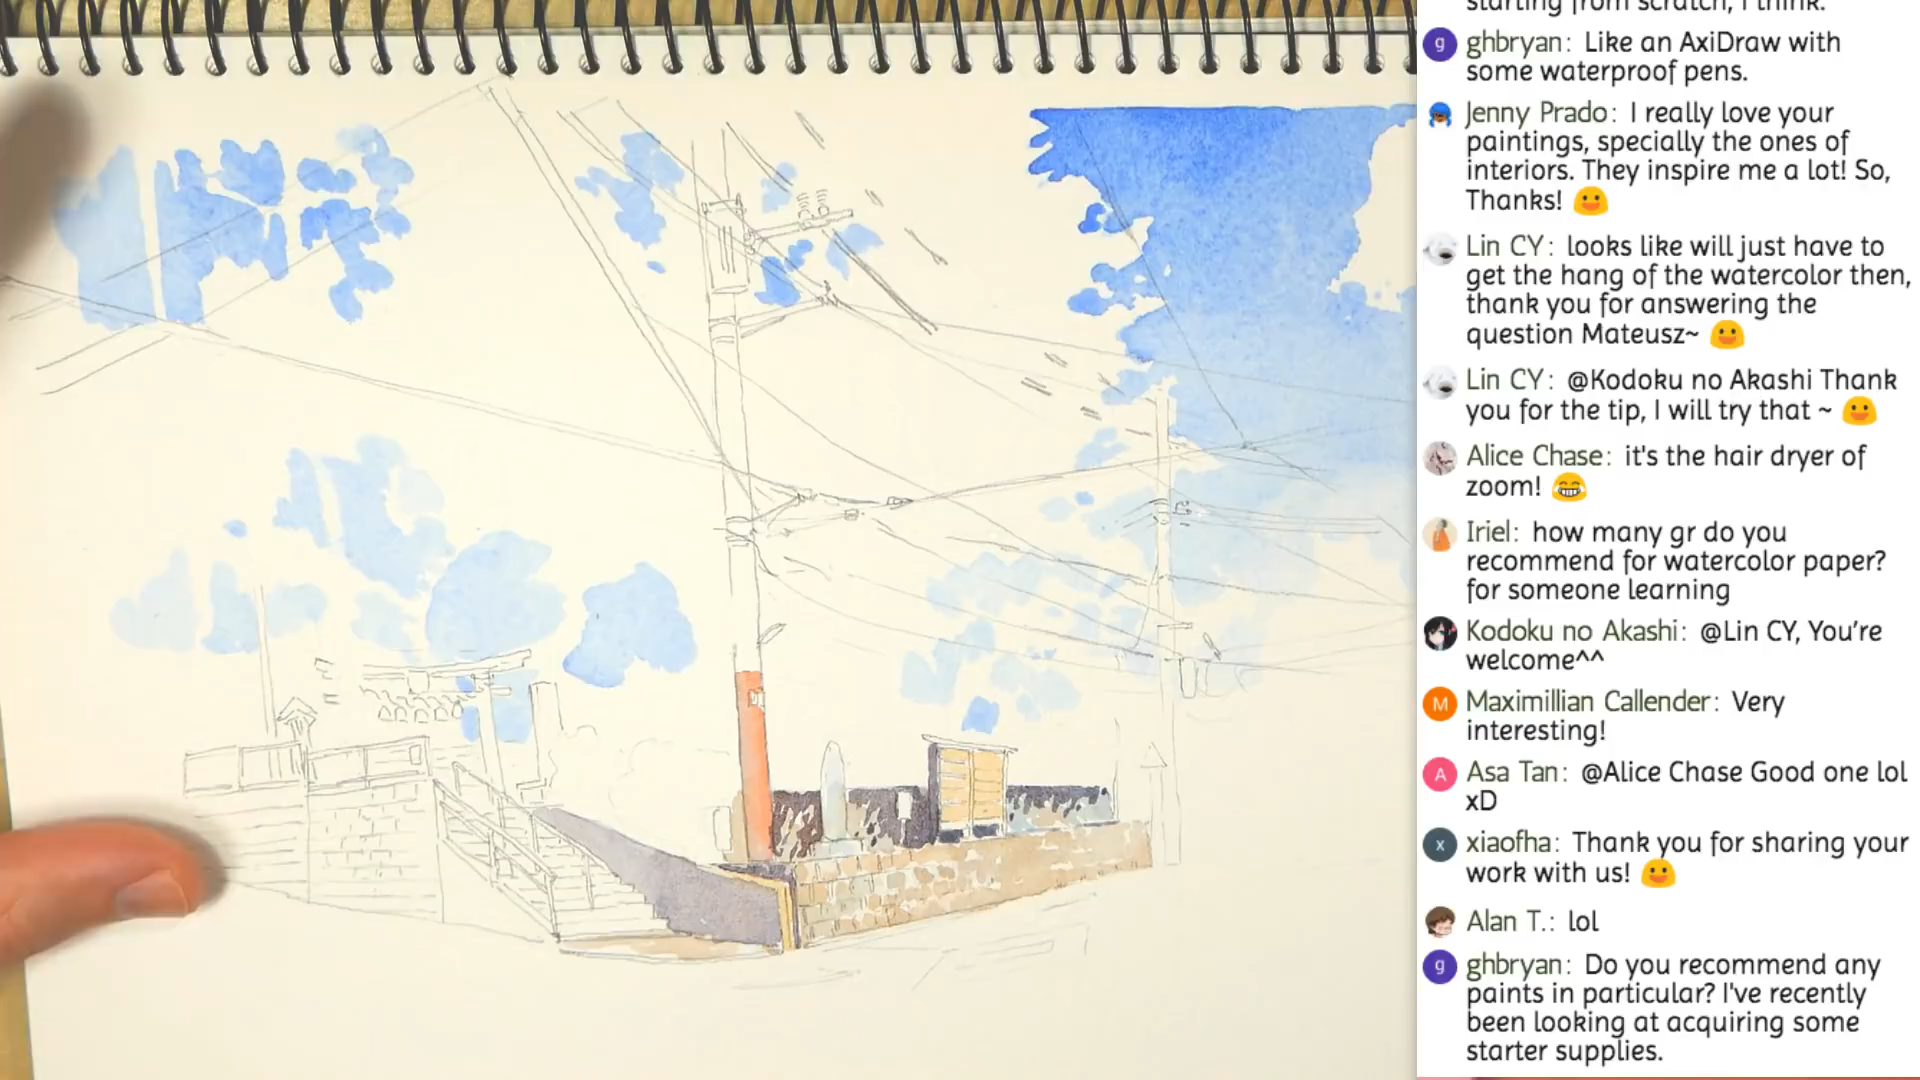 starting from scratch, I think.
g ghbryan: Like an AxiDraw with
some waterproof pens.
Jenny Prado: I really love your
paintings, specially the ones of
interiors. They inspire me a lot! So,
Thanks! 😃
Lin CY: looks like will just have to
get the hang of the watercolor then,
thank you for answering the
question Mateusz~ 😃
Lin CY: @Kodoku no Akashi Thank
you for the tip, I will try that ~ 😃
Alice Chase: it's the hair dryer of
zoom! 😂
Iriel: how many gr do you
recommend for watercolor paper?
for someone learning
Kodoku no Akashi: @Lin CY, You’re
welcome^^
M Maximillian Callender: Very
interesting!
A Asa Tan: @Alice Chase Good one lol
xD
x xiaofha: Thank you for sharing your
work with us! 😃
Alan T.: lol
g ghbryan: Do you recommend any
paints in particular? I've recently
been looking at acquiring some
starter supplies.